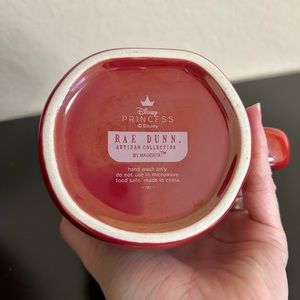 Disney
PRINCESS
© Disney
RAE DUNN.
ARTISAN COLLECTION
BY MAGENTA™
hand wash only
do not use in microwave.
food safe. made in china.